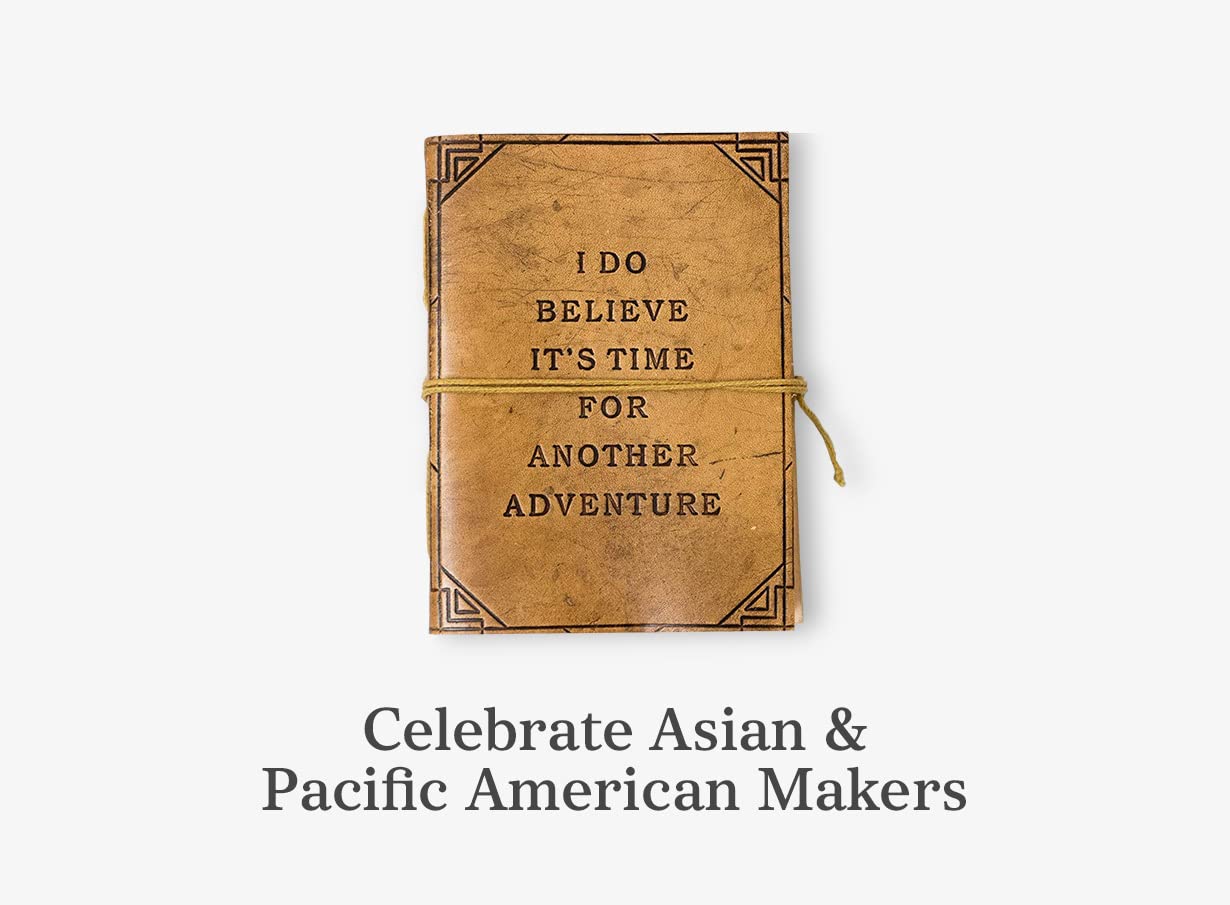 I DO
BELIEVE
IT'S TIME
FOR
ANOTHER
ADVENTURE
Celebrate Asian &
Pacific American Makers